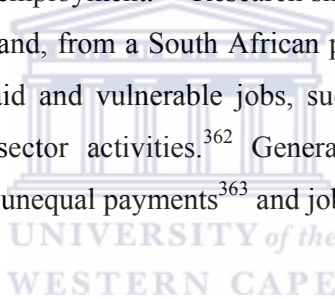 employment. Research
and, from a South African p
aid and vulnerable jobs, su
sector activities.362 Genera
unequal payments363 and job
UNIVERSITY of the
WESTERN CAPE